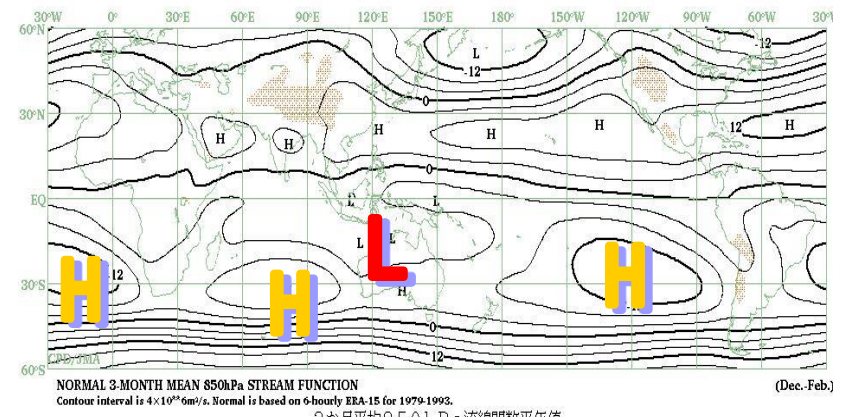 30°W 0° 30°E 60°E 90°E 120°E 150°E 180° 150°W 120°W 90°W 60°W 30°
60°N
L
-12
-12
0
30°N
H
H
H
H
H
12
H
0
EQ
L
L
L
L
L
12
H
H
H
H
30°S
0
12
60°S
CPD/JMA
NORMAL 3-MONTH MEAN 850hPa STREAM FUNCTION
(Dec.-Feb.)
Contour interval is 4×10**6m²/s. Normal is based on 6-hourly ERA-15 for 1979-1993.